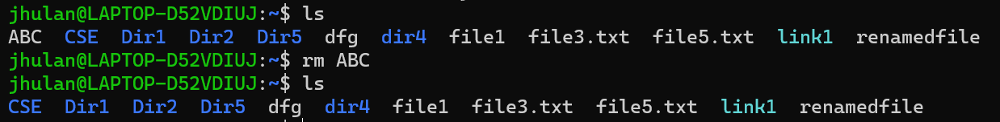 jhulan@LAPTOP-D52VDIUJ:~$ ls
ABC  CSE  Dir1  Dir2  Dir5  dfg  dir4  file1  file3.txt  file5.txt  link1  renamedfile
jhulan@LAPTOP-D52VDIUJ:~$ rm ABC
jhulan@LAPTOP-D52VDIUJ:~$ ls
CSE  Dir1  Dir2  Dir5  dfg  dir4  file1  file3.txt  file5.txt  link1  renamedfile